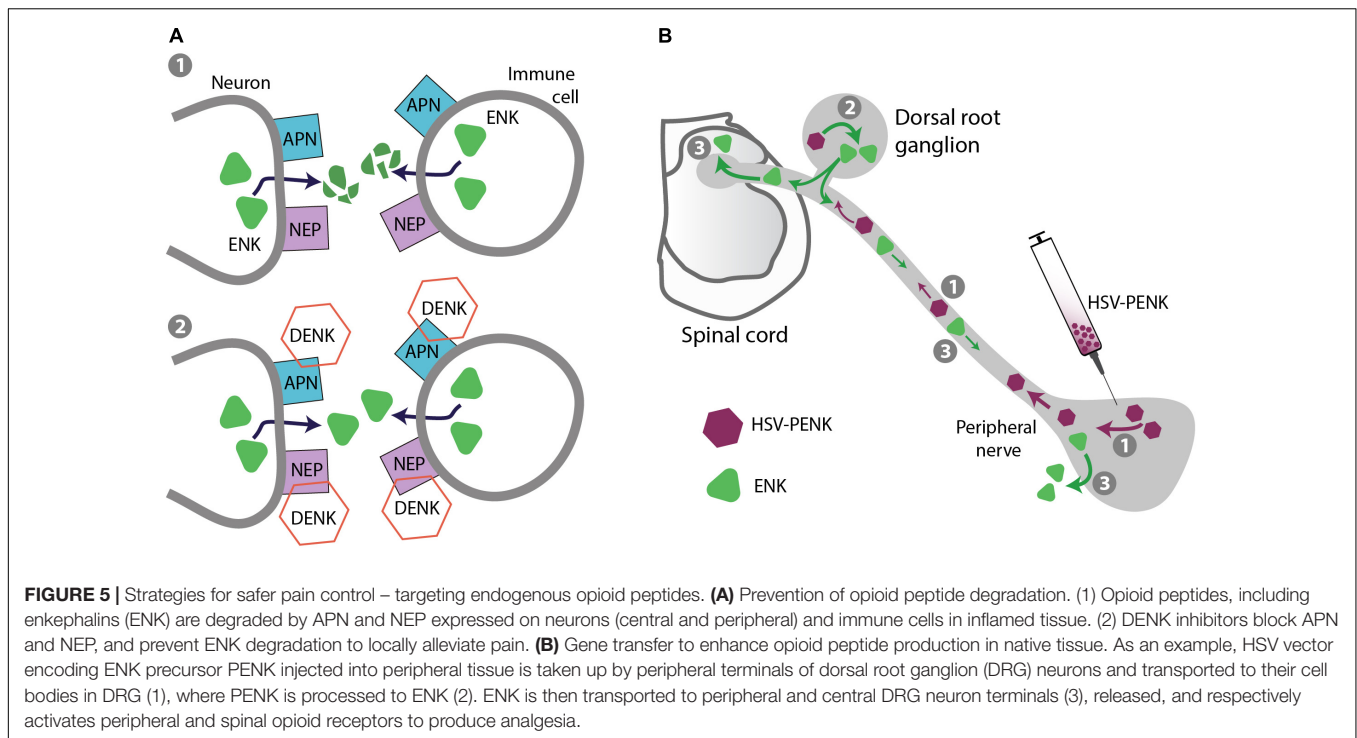 A
1
Neuron
Immune
cell
APN
APN
ENK
NEP
NEP
ENK
2
DENK
DENK
APN
APN
NEP
NEP
DENK
DENK
B
2
Dorsal root
ganglion
3
1
3
HSV-PENK
Spinal cord
HSV-PENK
ENK
Peripheral
nerve
1
3
FIGURE 5 | Strategies for safer pain control – targeting endogenous opioid peptides. (A) Prevention of opioid peptide degradation. (1) Opioid peptides, including
enkephalins (ENK) are degraded by APN and NEP expressed on neurons (central and peripheral) and immune cells in inflamed tissue. (2) DENK inhibitors block APN
and NEP, and prevent ENK degradation to locally alleviate pain. (B) Gene transfer to enhance opioid peptide production in native tissue. As an example, HSV vector
encoding ENK precursor PENK injected into peripheral tissue is taken up by peripheral terminals of dorsal root ganglion (DRG) neurons and transported to their cell
bodies in DRG (1), where PENK is processed to ENK (2). ENK is then transported to peripheral and central DRG neuron terminals (3), released, and respectively
activates peripheral and spinal opioid receptors to produce analgesia.